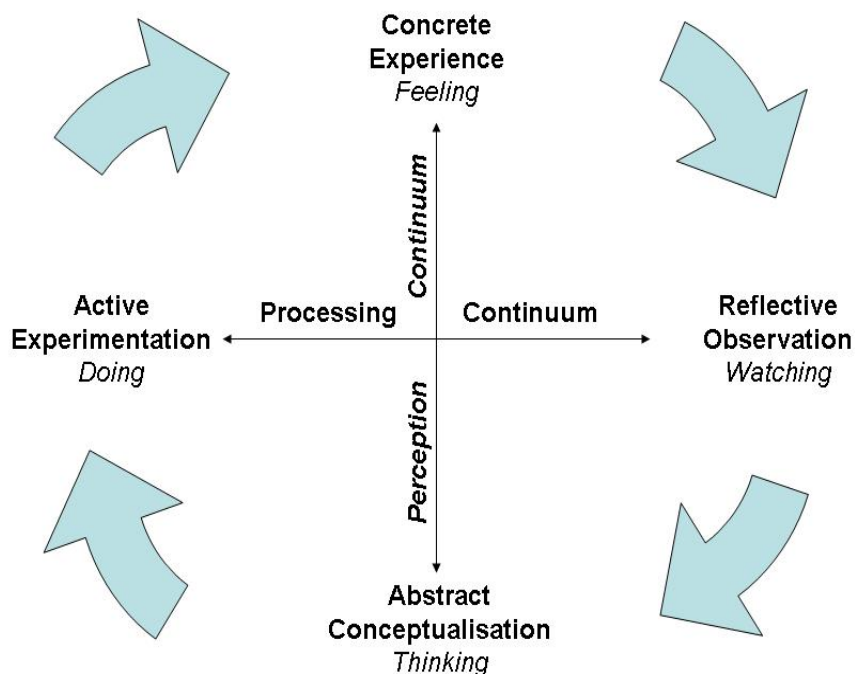 Concrete
Experience
Feeling
Continuum
Active
Experimentation
Doing
Processing
Continuum
Reflective
Observation
Watching
Perception
Abstract
Conceptualisation
Thinking